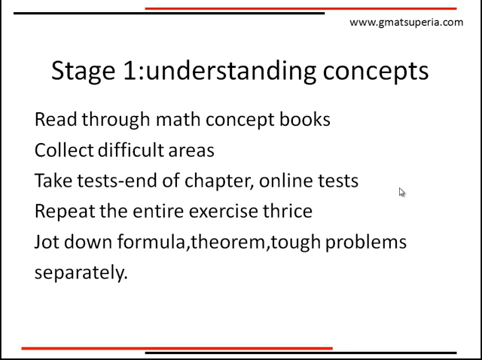 www.gmatsuperia.com
Stage 1:understanding concepts
Read through math concept books
Collect difficult areas
Take tests-end of chapter, online tests
Repeat the entire exercise thrice
Jot down formula,theorem,tough problems
separately.